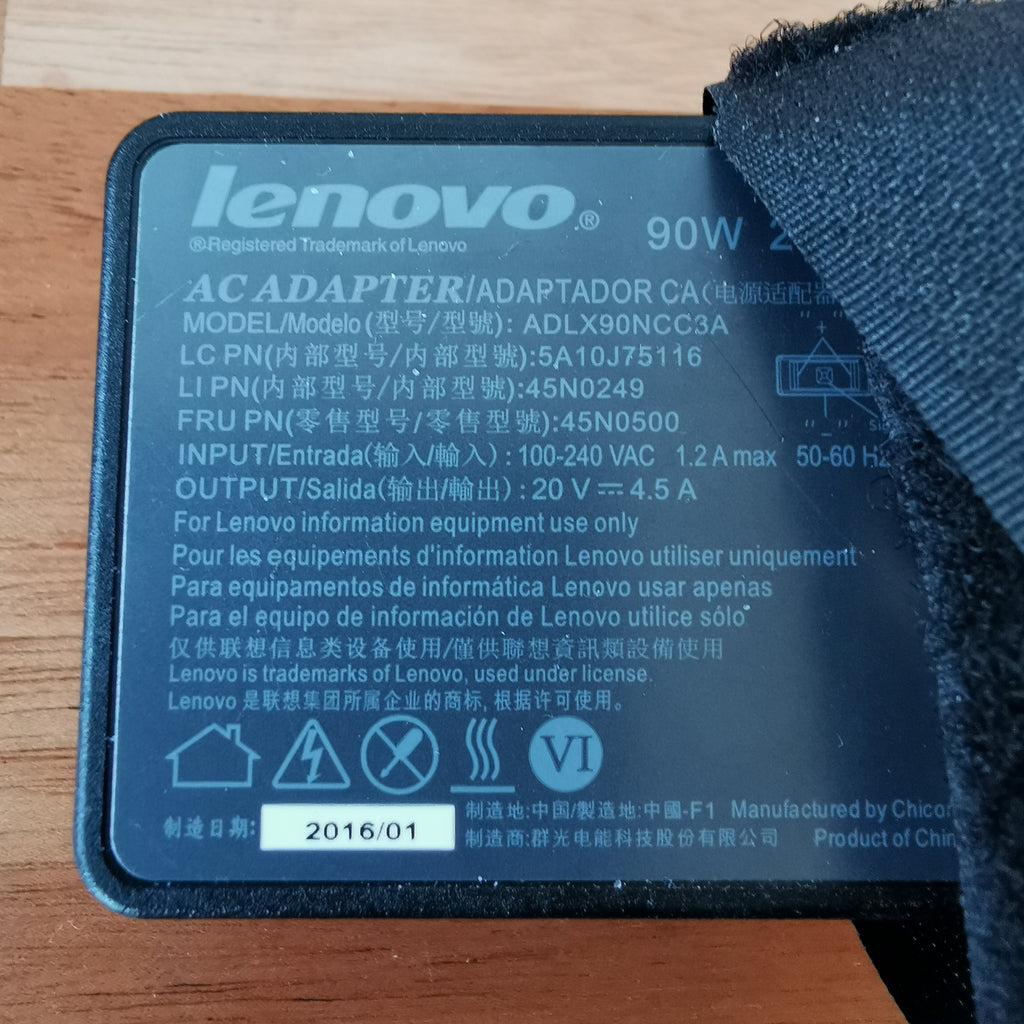 lenovo®
®Registered Trademark of Lenovo
90W
AC ADAPTER/ADAPTADOR CA(电源适配器
MODEL/Modelo (型号/型號): ADLX90NCC3A
LC PN(内部型号/内部型號):5A10J75116
LI PN(内部型号/内部型號):45N0249
FRU PN(零售型号/零售型號):45N0500
INPUT/Entrada(输入/輸入) : 100-240 VAC 1.2 A max 50-60 Hz
OUTPUT/Salida(输出/輸出) : 20 V ⎓ 4.5 A
For Lenovo information equipment use only
Pour les equipements d'information Lenovo utiliser uniquement
Para equipamentos de informática Lenovo usar apenas
Para el equipo de información de Lenovo utilice sólo
仅供联想信息类设备使用/僅供聯想資訊類設備使用
Lenovo is trademarks of Lenovo, used under license.
Lenovo 是联想集团所属企业的商标, 根据许可使用。
VI
制造日期: 2016/01
制造地:中国/製造地:中國-F1 Manufactured by
制造商:群光电能科技股份有限公司 Product of